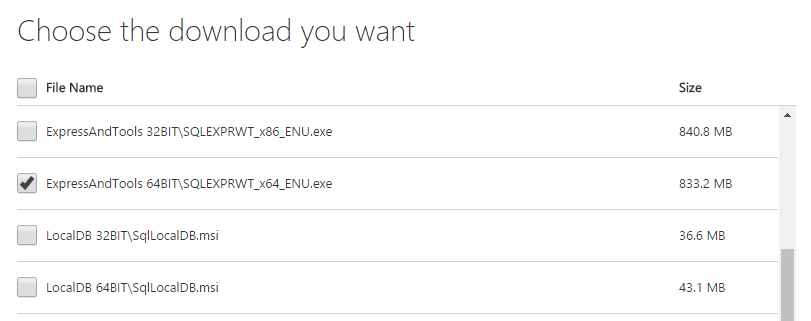 Choose the download you want
File Name Size
ExpressAndTools 32BIT\SQLEXPRWT_x86_ENU.exe 840.8 MB
ExpressAndTools 64BIT\SQLEXPRWT_x64_ENU.exe 833.2 MB
LocalDB 32BIT\SqlLocalDB.msi 36.6 MB
LocalDB 64BIT\SqlLocalDB.msi 43.1 MB